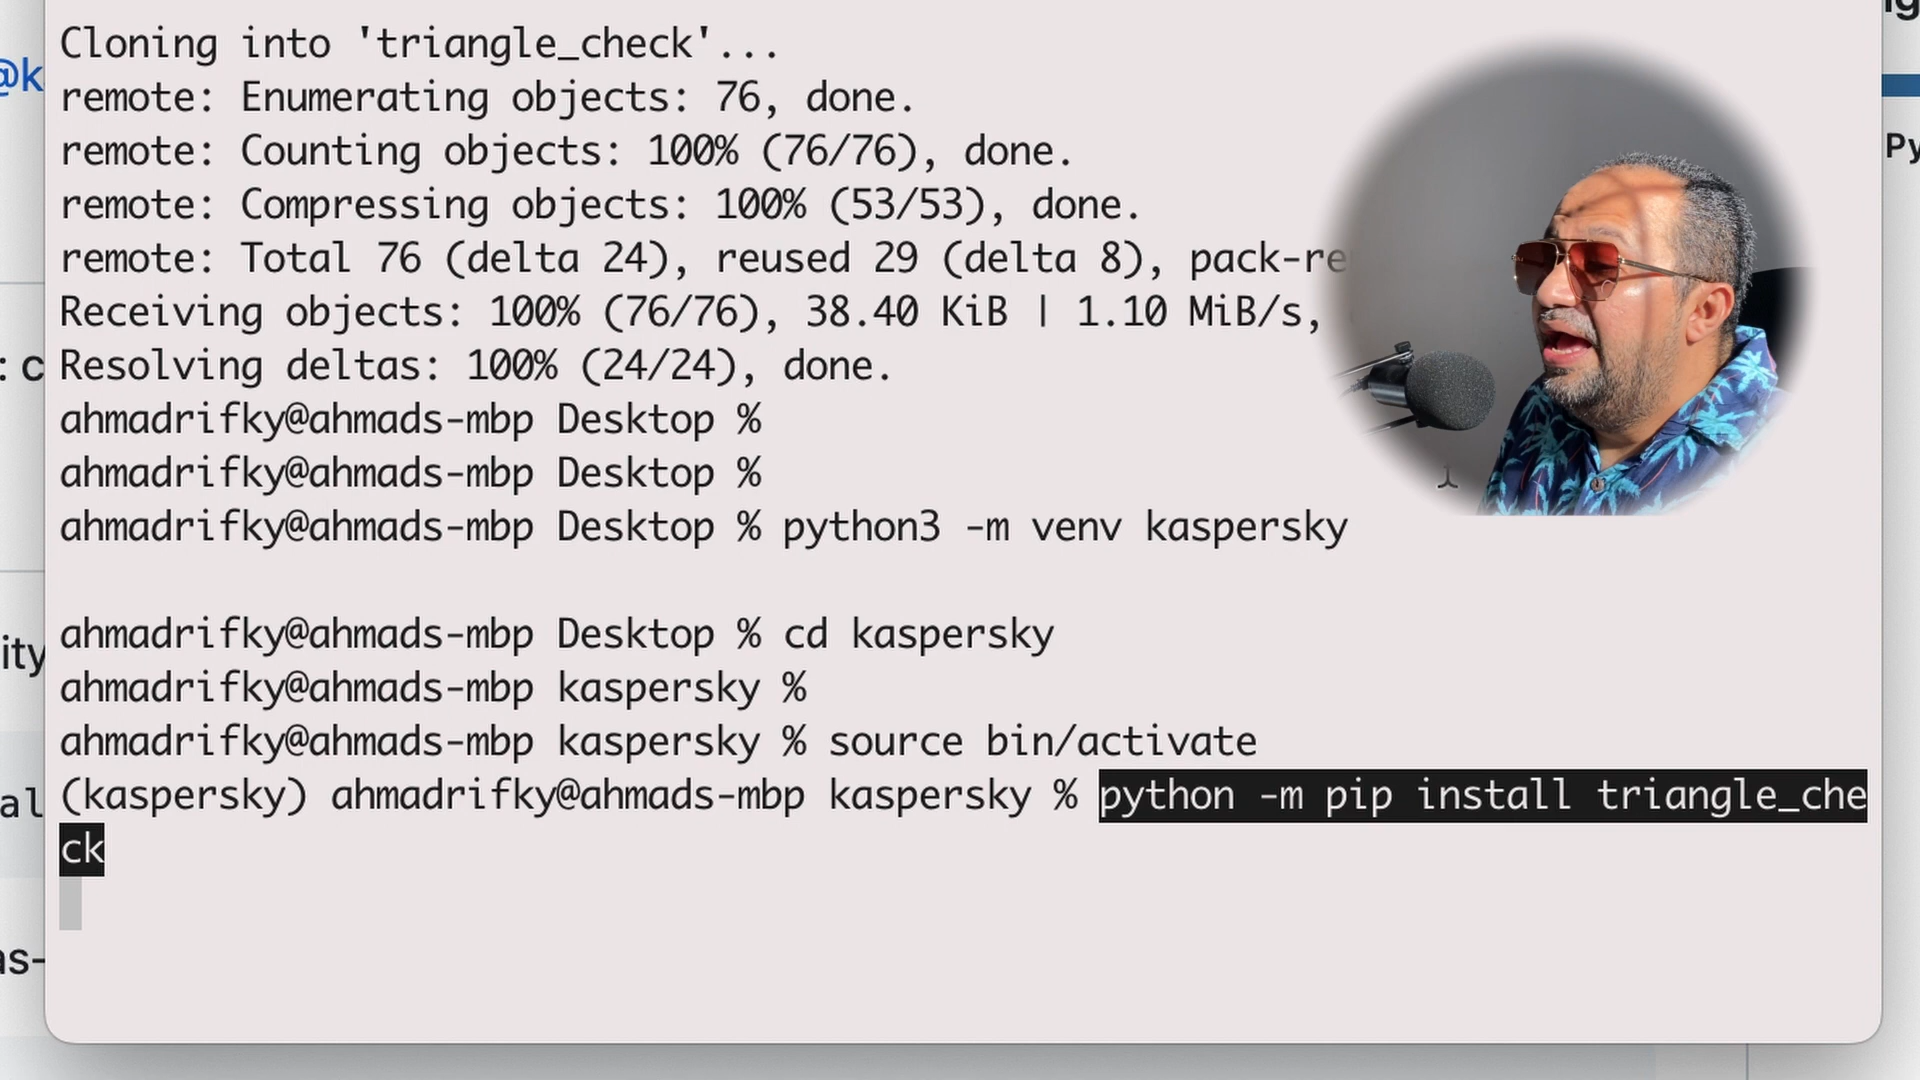 Cloning into 'triangle_check'...
@k
remote: Enumerating objects: 76, done.
remote: Counting objects: 100% (76/76), done.
Py
remote: Compressing objects: 100% (53/53), done.
remote: Total 76 (delta 24), reused 29 (delta 8), pack-re
Receiving objects: 100% (76/76), 38.40 KiB | 1.10 MiB/s,
: c
Resolving deltas: 100% (24/24), done.
ahmadrifky@ahmads-mbp Desktop %
ahmadrifky@ahmads-mbp Desktop %
ahmadrifky@ahmads-mbp Desktop % python3 -m venv kaspersky
ahmadrifky@ahmads-mbp Desktop % cd kaspersky
ity
ahmadrifky@ahmads-mbp kaspersky %
ahmadrifky@ahmads-mbp kaspersky % source bin/activate
al
(kaspersky) ahmadrifky@ahmads-mbp kaspersky % python -m pip install triangle_che
ck
as-